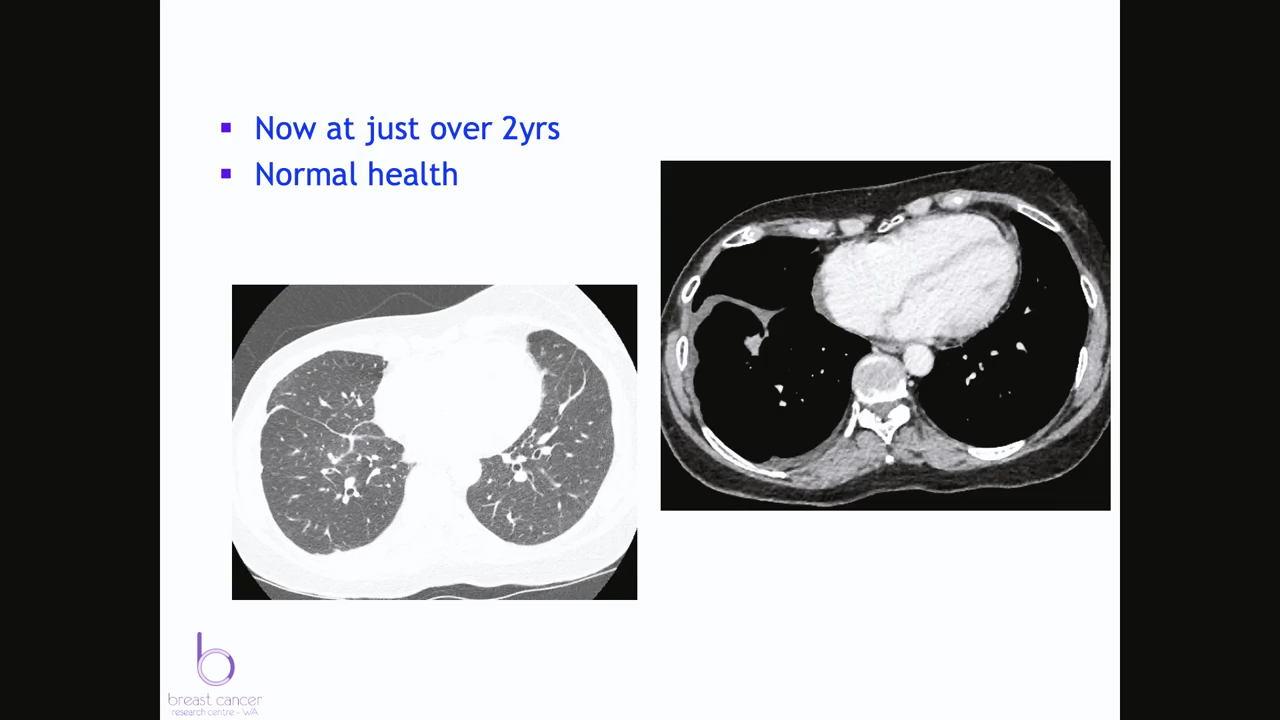 Now at just over 2yrs
Normal health
breast cancer
research centre - WA